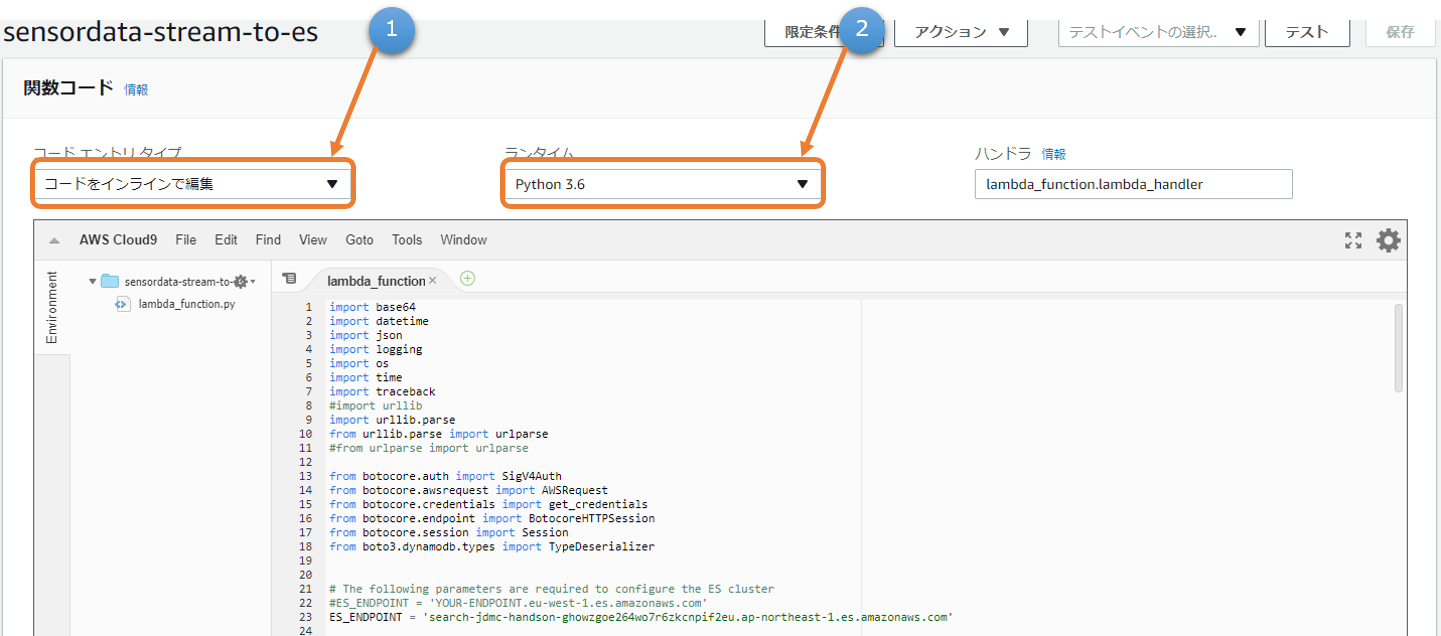 sensordata-stream-to-es
1
限定条件
2
アクション
テストイベントの選択..
テスト
保存
関数コード 情報
コード エントリ タイプ
ランタイム
ハンドラ 情報
コードをインラインで編集
Python 3.6
lambda_function.lambda_handler
AWS Cloud9 File Edit Find View Goto Tools Window
Environment
sensordata-stream-to-
lambda_function.py
lambda_function
1 import base64
2 import datetime
3 import json
4 import logging
5 import os
6 import time
7 import traceback
8 #import urllib
9 import urllib.parse
10 from urllib.parse import urlparse
11 #from urlparse import urlparse
12
13 from botocore.auth import SigV4Auth
14 from botocore.awsrequest import AWSRequest
15 from botocore.credentials import get_credentials
16 from botocore.endpoint import BotocoreHTTPSession
17 from botocore.session import Session
18 from boto3.dynamodb.types import TypeDeserializer
19
20
21 # The following parameters are required to configure the ES cluster
22 #ES_ENDPOINT = 'YOUR-ENDPOINT.eu-west-1.es.amazonaws.com'
23 ES_ENDPOINT = 'search-jdmc-handson-ghowzgoe264wo7r6zkcnpif2eu.ap-northeast-1.es.amazonaws.com'
24